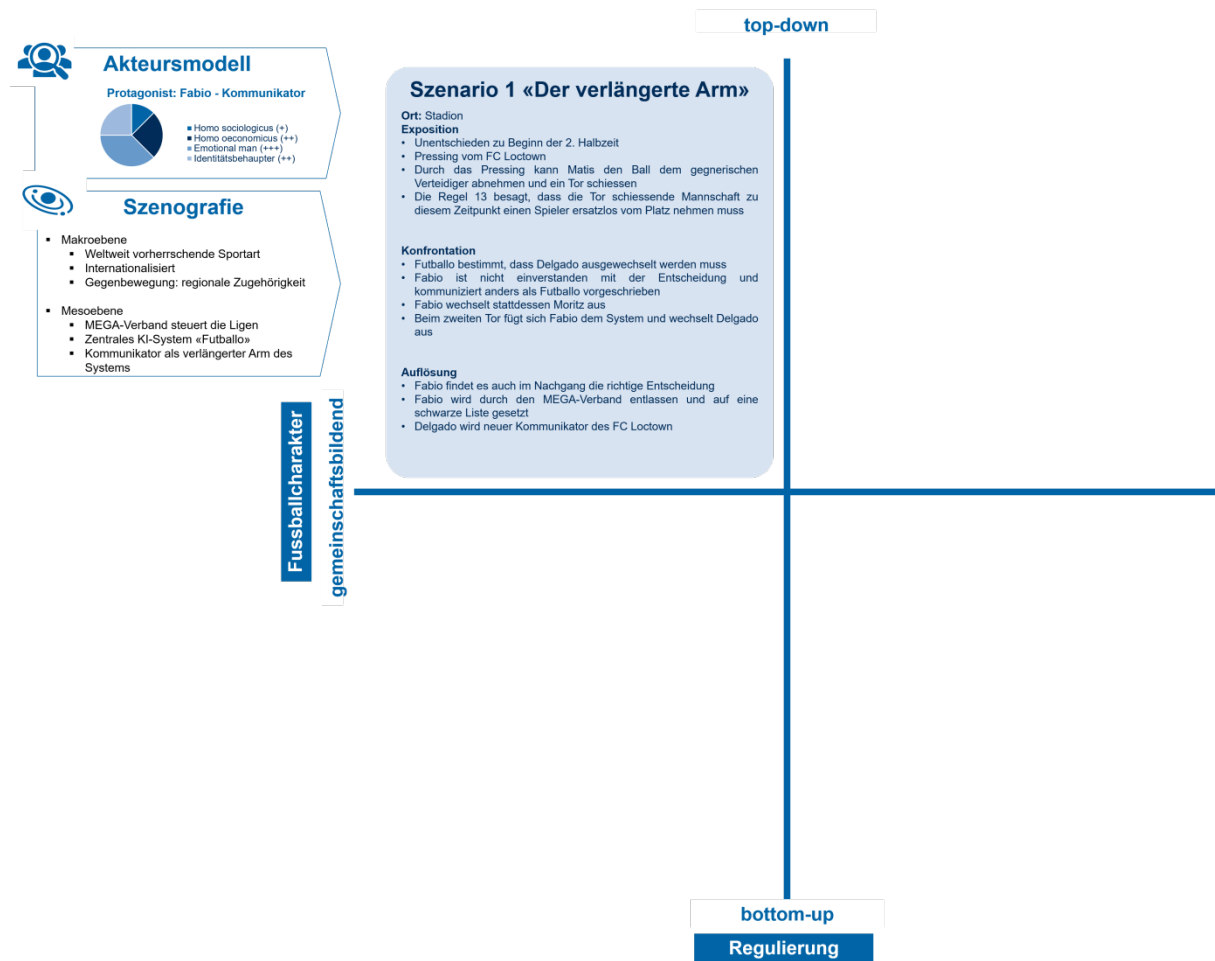 top-down
Akteursmodell
Protagonist: Fabio - Kommunikator
Homo sociologicus (+)
Homo oeconomicus (++)
Emotional man (+++)
Identitätsbehaupter (++)
Szenografie
▪ Makroebene
▪ Weltweit vorherrschende Sportart
▪ Internationalisiert
▪ Gegenbewegung: regionale Zugehörigkeit
▪ Mesoebene
▪ MEGA-Verband steuert die Ligen
▪ Zentrales KI-System «Futballo»
▪ Kommunikator als verlängerter Arm des
Systems
Szenario 1 «Der verlängerte Arm»
Ort: Stadion
Exposition
• Unentschieden zu Beginn der 2. Halbzeit
• Pressing vom FC Loctown
• Durch das Pressing kann Matis den Ball dem gegnerischen
Verteidiger abnehmen und ein Tor schiessen
• Die Regel 13 besagt, dass die Tor schiessende Mannschaft zu
diesem Zeitpunkt einen Spieler ersatzlos vom Platz nehmen muss
Konfrontation
• Futballo bestimmt, dass Delgado ausgewechselt werden muss
• Fabio ist nicht einverstanden mit der Entscheidung und
kommuniziert anders als Futballo vorgeschrieben
• Fabio wechselt stattdessen Moritz aus
• Beim zweiten Tor fügt sich Fabio dem System und wechselt Delgado
aus
Auflösung
• Fabio findet es auch im Nachgang die richtige Entscheidung
• Fabio wird durch den MEGA-Verband entlassen und auf eine
schwarze Liste gesetzt
• Delgado wird neuer Kommunikator des FC Loctown
Fussballcharakter
gemeinschaftsbildend
bottom-up
Regulierung